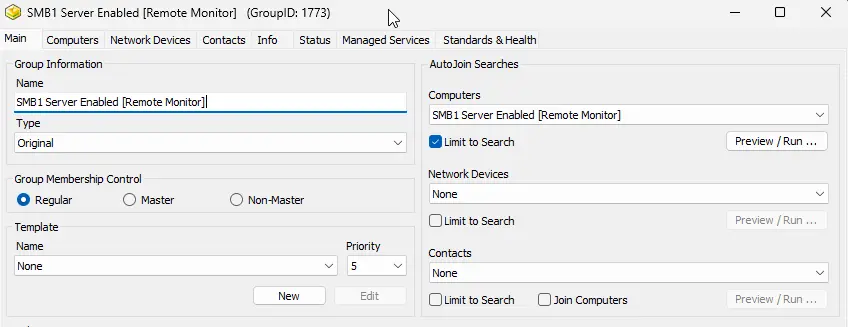 SMB1 Server Enabled [Remote Monitor] (GroupID: 1773)
Main Computers Network Devices Contacts Info Status Managed Services Standards & Health
Group Information
Name
SMB1 Server Enabled [Remote Monitor]
Type
Original
Group Membership Control
Regular Master Non-Master
Template
Name Priority
None 5
New Edit
AutoJoin Searches
Computers
SMB1 Server Enabled [Remote Monitor]
Limit to Search Preview / Run ...
Network Devices
None
Limit to Search Preview / Run ...
Contacts
None
Limit to Search Join Computers Preview / Run ...